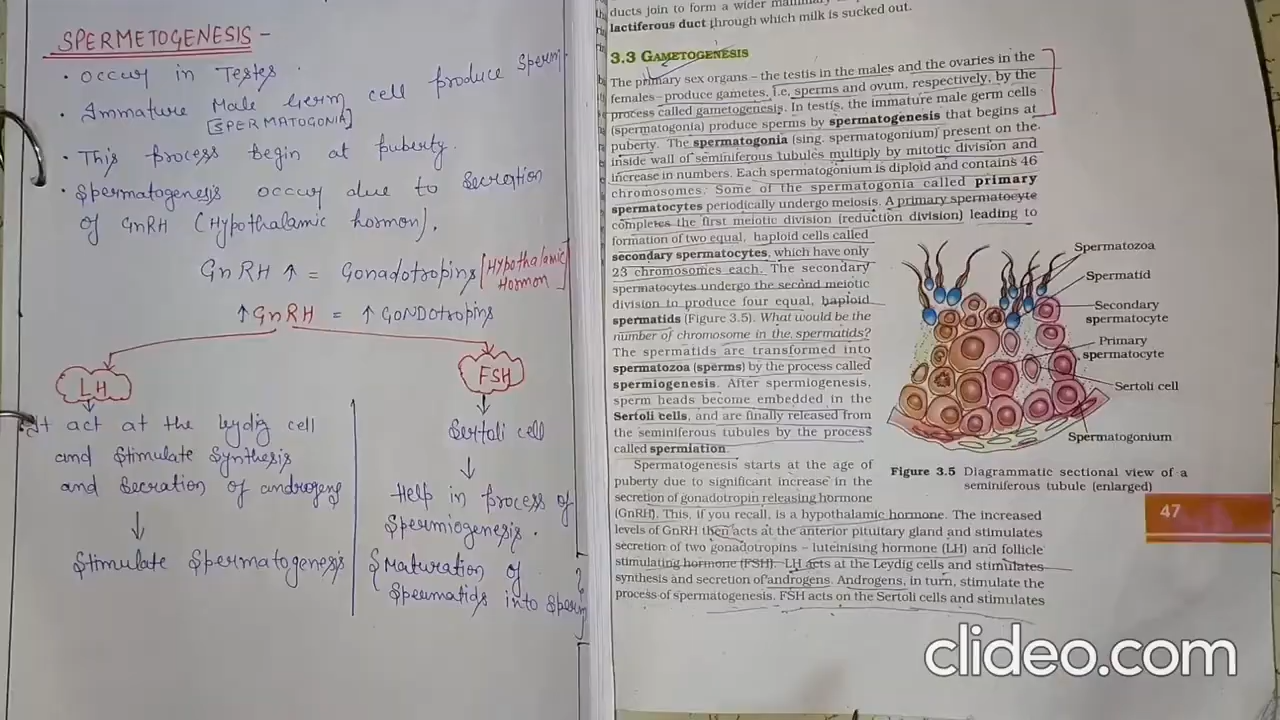 SPERMETOGENESIS -
• Occur in Testes.
• Immature Male Germ cell produce sperm.
[SPERMATOGONIA]
• This process begin at puberty.
• Spermatogenesis occur due to secration
of GnRH (Hypothalamic hormon).
GnRH ↑ = Gonadotropins [Hypothalamic
Hormon]
↑ GnRH = ↑ GONDOtropins
LH
FSH
It act at the leydig cell
and stimulate synthesis
and secration of androgens
↓
Stimulate Spermatogenesis
Sertoli cell
↓
Help in process of
Spermiogenesis.
{Maturation of
Spermatids into sperm}
ducts join to form a wider
lactiferous duct through which milk is sucked out.
3.3 GAMETOGENESIS
The primary sex organs – the testis in the males and the ovaries in the
females – produce gametes, i.e, sperms and ovum, respectively, by the
process called gametogenesis. In testis, the immature male germ cells
(spermatogonia) produce sperms by spermatogenesis that begins at
puberty. The spermatogonia (sing. spermatogonium) present on the
inside wall of seminiferous tubules multiply by mitotic division and
increase in numbers. Each spermatogonium is diploid and contains 46
chromosomes. Some of the spermatogonia called primary
spermatocytes periodically undergo meiosis. A primary spermatocyte
completes the first meiotic division (reduction division) leading to
formation of two equal, haploid cells called
secondary spermatocytes, which have only
23 chromosomes each. The secondary
spermatocytes undergo the second meiotic
division to produce four equal, haploid
spermatids (Figure 3.5). What would be the
number of chromosome in the spermatids?
The spermatids are transformed into
spermatozoa (sperms) by the process called
spermiogenesis. After spermiogenesis,
sperm heads become embedded in the
Sertoli cells, and are finally released from
the seminiferous tubules by the process
called spermiation.
Spermatogenesis starts at the age of
puberty due to significant increase in the
secretion of gonadotropin releasing hormone
(GnRH). This, if you recall, is a hypothalamic hormone. The increased
levels of GnRH then acts at the anterior pituitary gland and stimulates
secretion of two gonadotropins – luteinising hormone (LH) and follicle
stimulating hormone (FSH). LH acts at the Leydig cells and stimulates
synthesis and secretion of androgens. Androgens, in turn, stimulate the
process of spermatogenesis. FSH acts on the Sertoli cells and stimulates
Spermatozoa
Spermatid
Secondary
spermatocyte
Primary
spermatocyte
Sertoli cell
Spermatogonium
Figure 3.5 Diagrammatic sectional view of a
seminiferous tubule (enlarged)
47
clideo.com